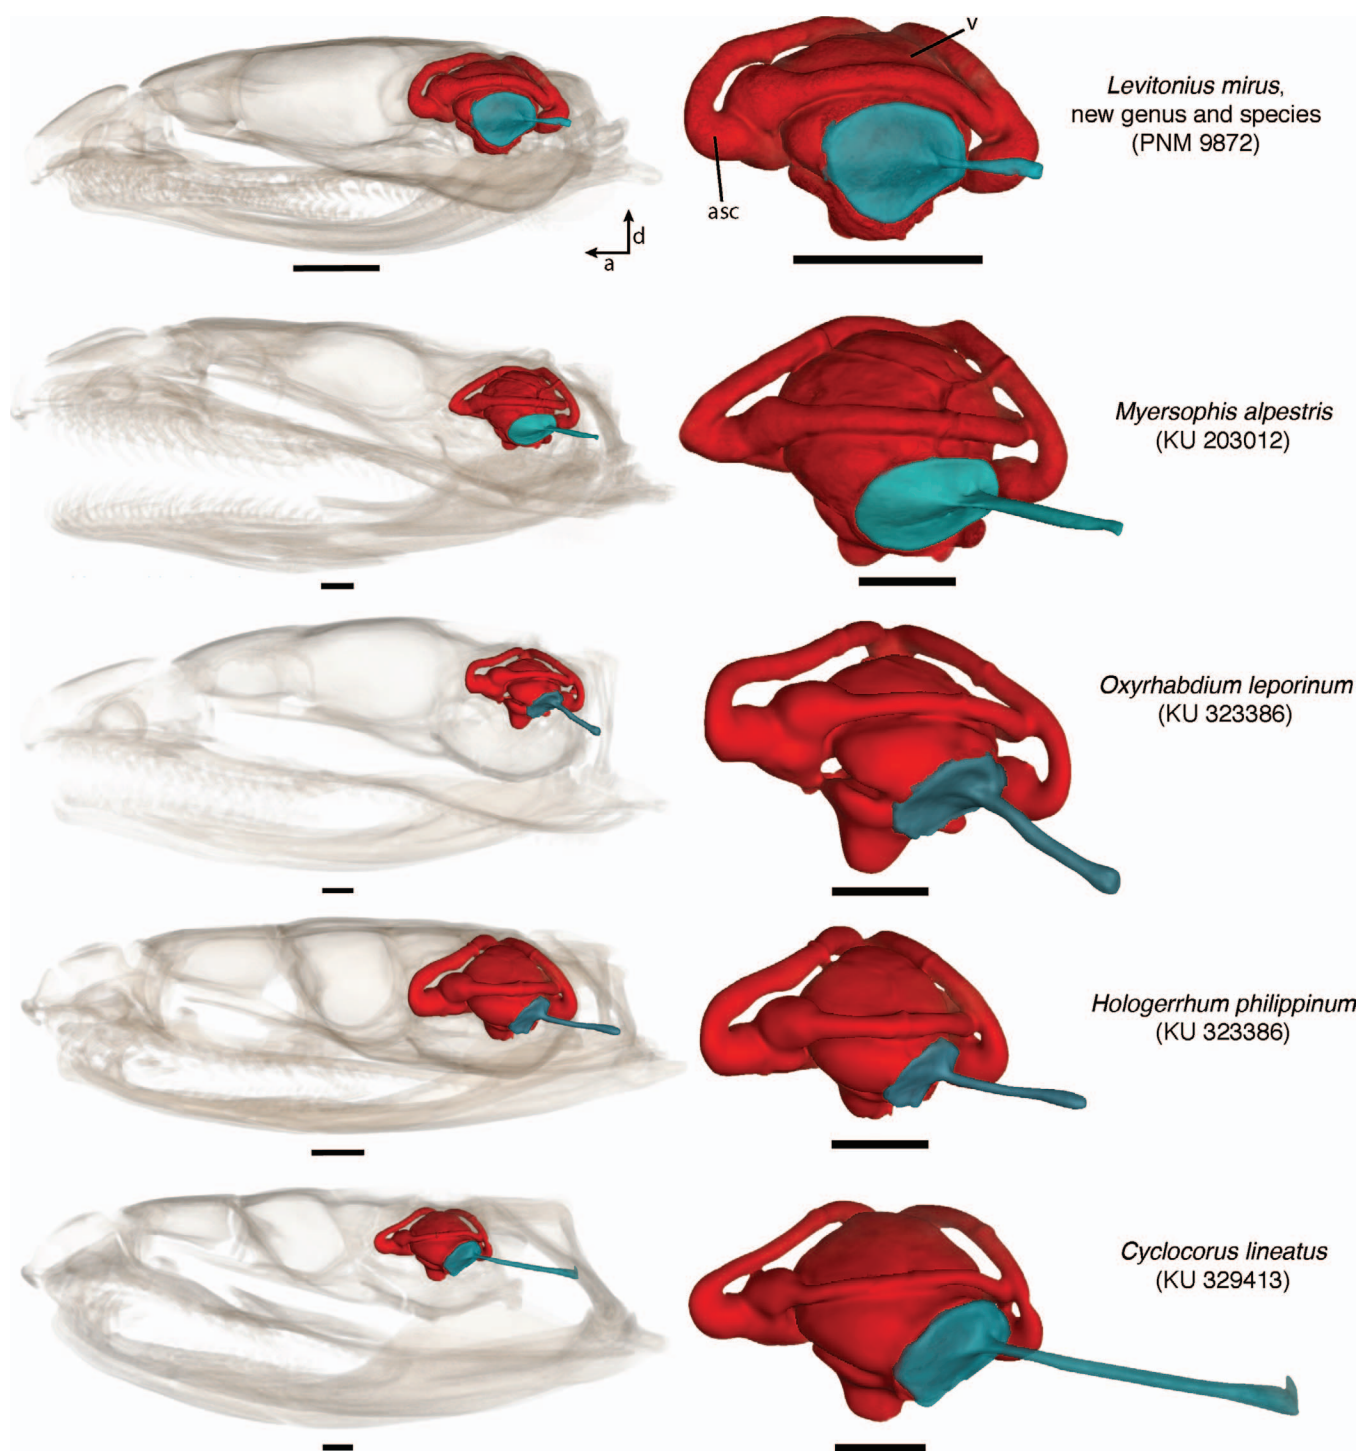 v
Levitonius mirus,
new genus and species
(PNM 9872)
asc
d
a
Myersophis alpestris
(KU 203012)
Oxyrhabdium leporinum
(KU 323386)
Hologerrhum philippinum
(KU 323386)
Cyclocorus lineatus
(KU 329413)